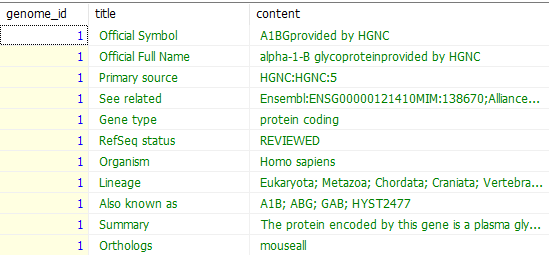 genome_id title content
1 Official Symbol A1BGprovided by HGNC
1 Official Full Name alpha-1-B glycoproteinprovided by HGNC
1 Primary source HGNC:HGNC:5
1 See related Ensembl:ENSG00000121410MIM:138670;Alliance...
1 Gene type protein coding
1 RefSeq status REVIEWED
1 Organism Homo sapiens
1 Lineage Eukaryota; Metazoa; Chordata; Craniata; Vertebra...
1 Also known as A1B; ABG; GAB; HYST2477
1 Summary The protein encoded by this gene is a plasma gly...
1 Orthologs mouseall